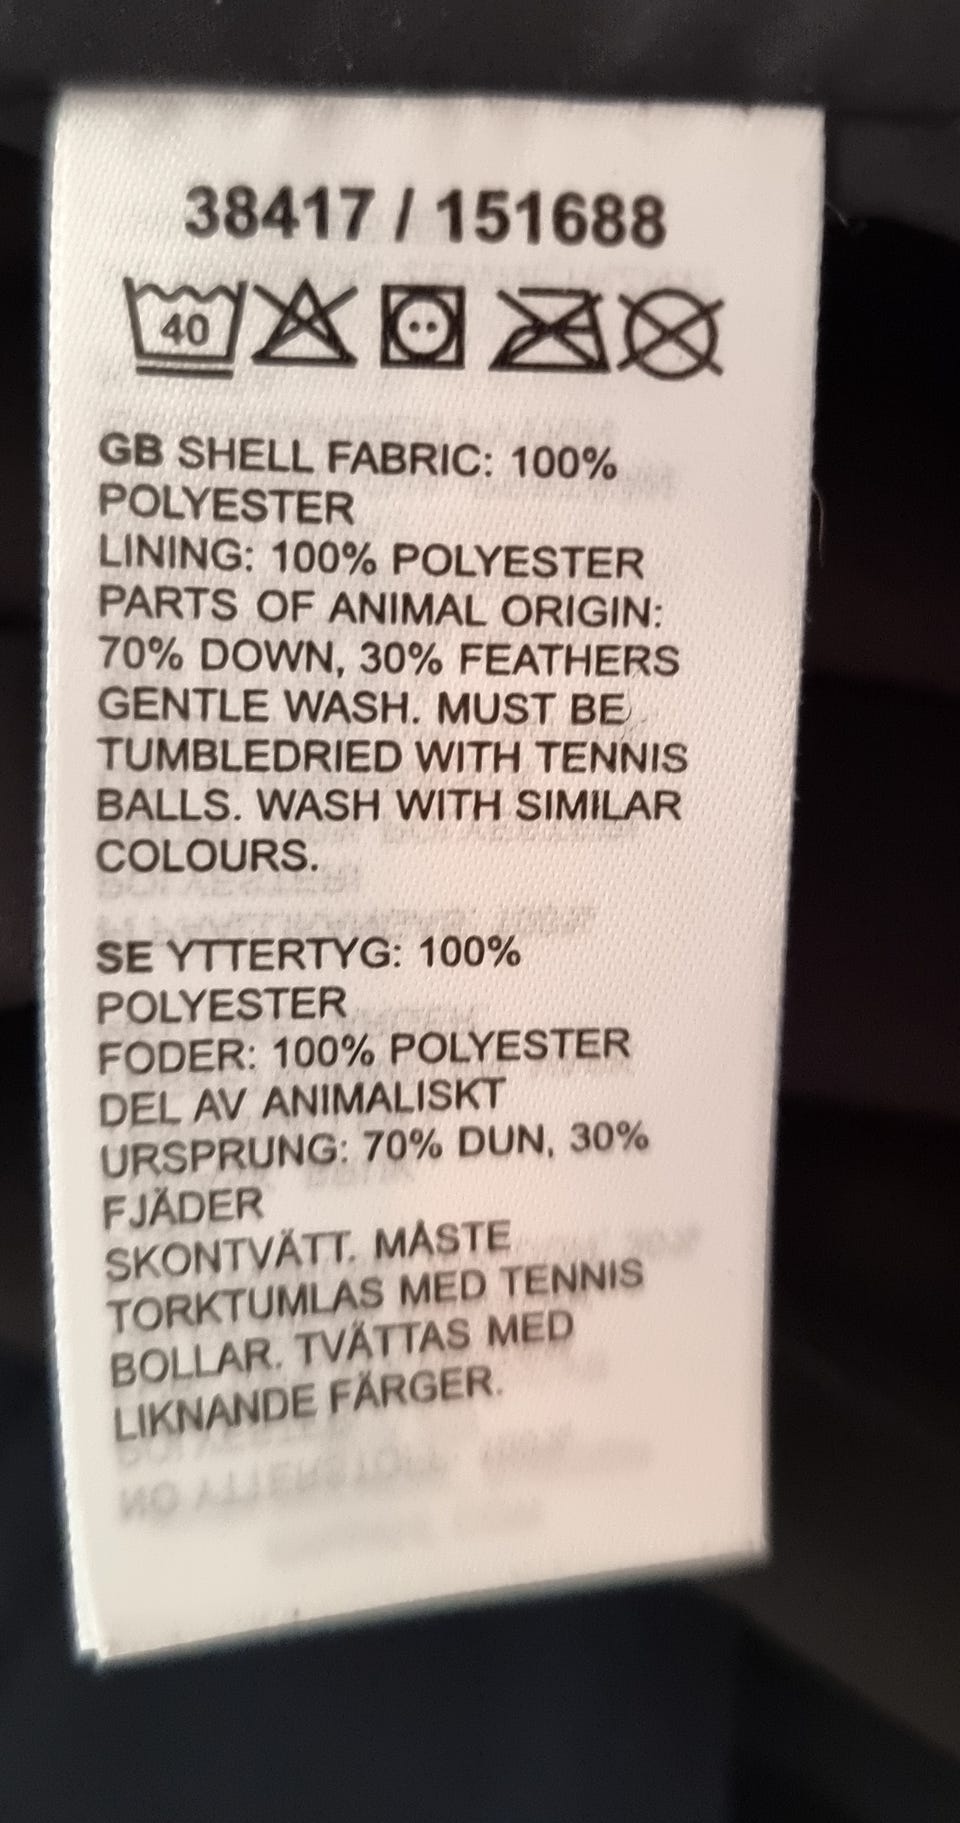 38417 / 151688
40
GB SHELL FABRIC: 100%
POLYESTER
LINING: 100% POLYESTER
PARTS OF ANIMAL ORIGIN:
70% DOWN, 30% FEATHERS
GENTLE WASH. MUST BE
TUMBLEDRIED WITH TENNIS
BALLS. WASH WITH SIMILAR
COLOURS.
SE YTTERTYG: 100%
POLYESTER
FODER: 100% POLYESTER
DEL AV ANIMALISKT
URSPRUNG: 70% DUN, 30%
FJÄDER
SKONTVÄTT. MÅSTE
TORKTUMLAS MED TENNIS
BOLLAR. TVÄTTAS MED
LIKNANDE FÄRGER.